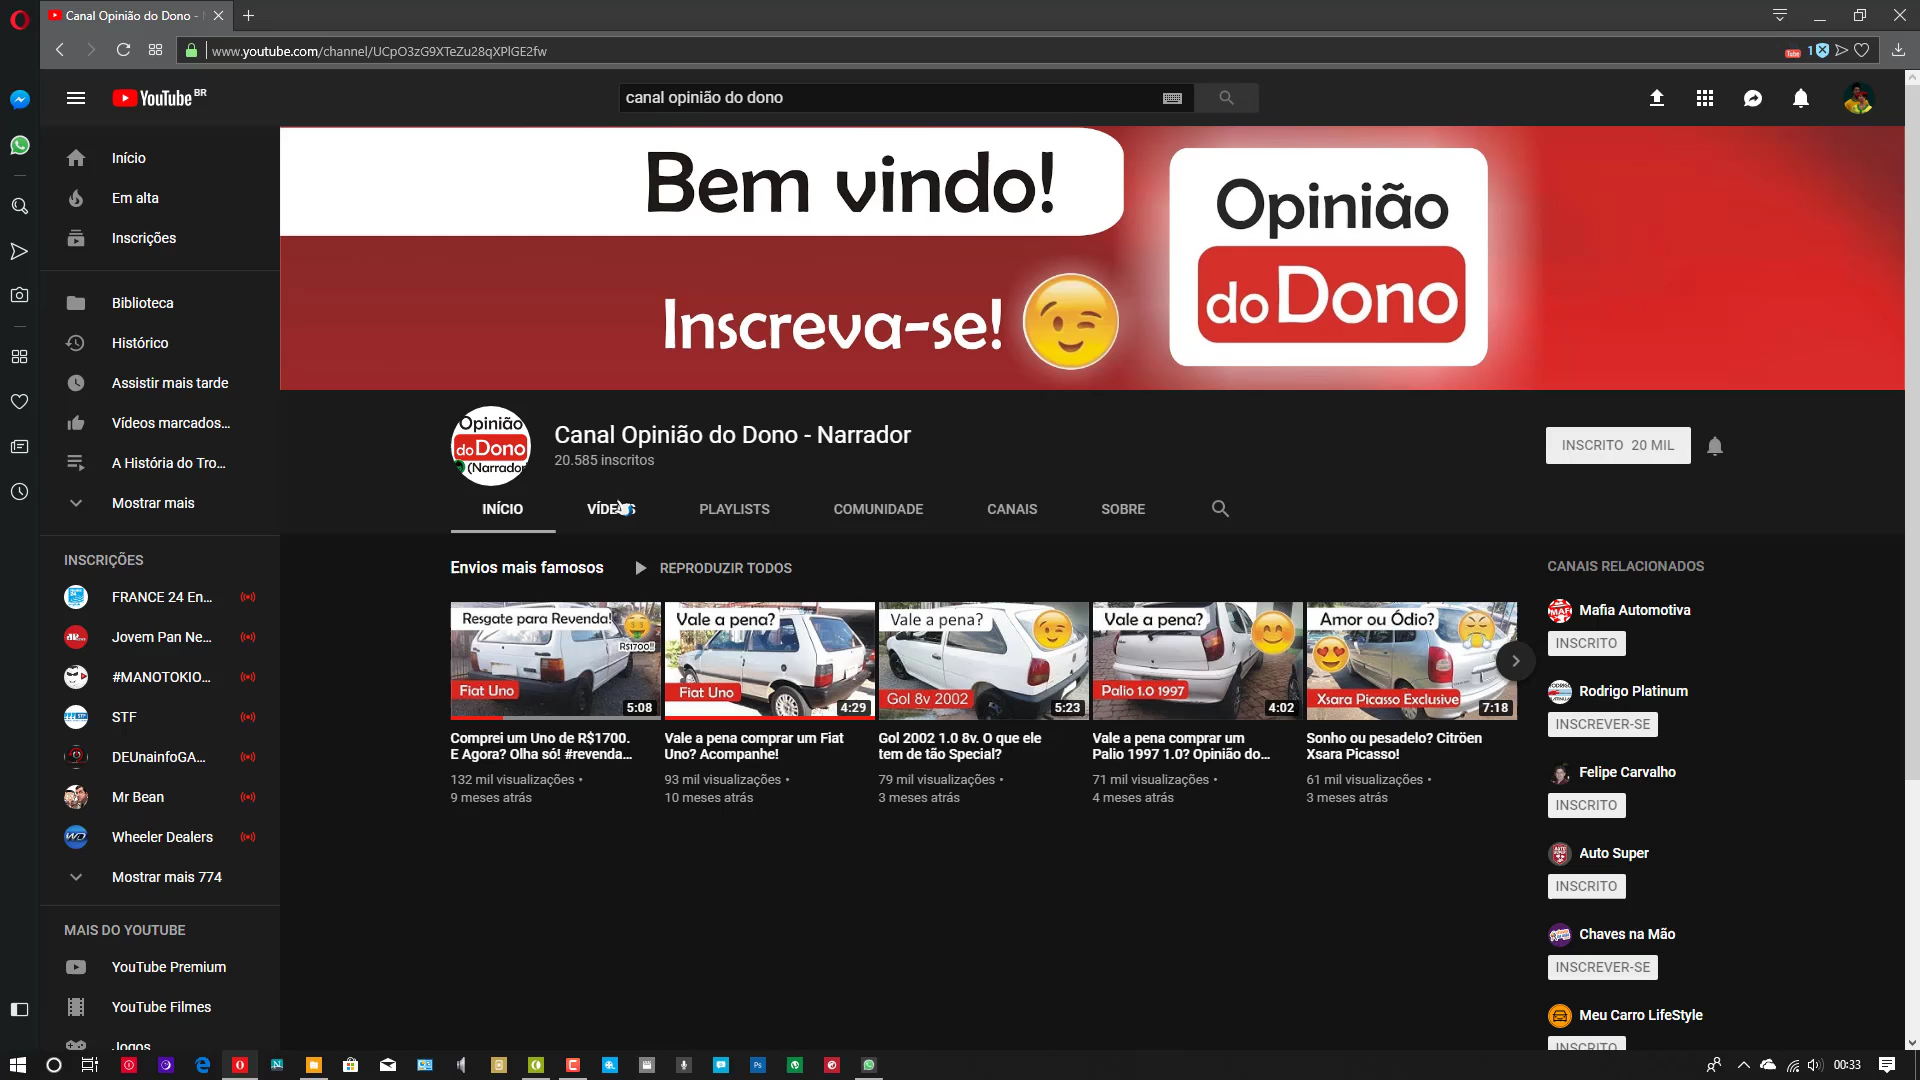 Canal Opinião do Dono -
www.youtube.com/channel/UCpO3zG9XTeZu28qXPlGE2fw
1
YouTube BR
canal opinião do dono
Início
Em alta
Inscrições
Biblioteca
Histórico
Assistir mais tarde
Vídeos marcados...
A História do Tro...
Mostrar mais
INSCRIÇÕES
FRANCE 24 En...
Jovem Pan Ne...
#MANOTOKIO...
STF
DEUnainfoGA...
Mr Bean
Wheeler Dealers
Mostrar mais 774
MAIS DO YOUTUBE
YouTube Premium
YouTube Filmes
Jogos
Bem vindo!
Inscreva-se!
Opinião
do Dono
Opinião
do Dono
(Narrador
Canal Opinião do Dono - Narrador
20.585 inscritos
INSCRITO 20 MIL
INÍCIO
VÍDEOS
PLAYLISTS
COMUNIDADE
CANAIS
SOBRE
Envios mais famosos
REPRODUZIR TODOS
Resgate para Revenda!
R$1700!!
Fiat Uno
5:08
Comprei um Uno de R$1700.
E Agora? Olha só! #revenda...
132 mil visualizações •
9 meses atrás
Vale a pena?
Fiat Uno
4:29
Vale a pena comprar um Fiat
Uno? Acompanhe!
93 mil visualizações •
10 meses atrás
Vale a pena?
Gol 8v 2002
5:23
Gol 2002 1.0 8v. O que ele
tem de tão Special?
79 mil visualizações •
3 meses atrás
Vale a pena?
Palio 1.0 1997
4:02
Vale a pena comprar um
Palio 1997 1.0? Opinião do...
71 mil visualizações •
4 meses atrás
Amor ou Ódio?
Xsara Picasso Exclusive
7:18
Sonho ou pesadelo? Citröen
Xsara Picasso!
61 mil visualizações •
3 meses atrás
CANAIS RELACIONADOS
Mafia Automotiva
INSCRITO
Rodrigo Platinum
INSCREVER-SE
Felipe Carvalho
INSCRITO
Auto Super
INSCRITO
Chaves na Mão
INSCREVER-SE
Meu Carro LifeStyle
INSCRITO
00:33